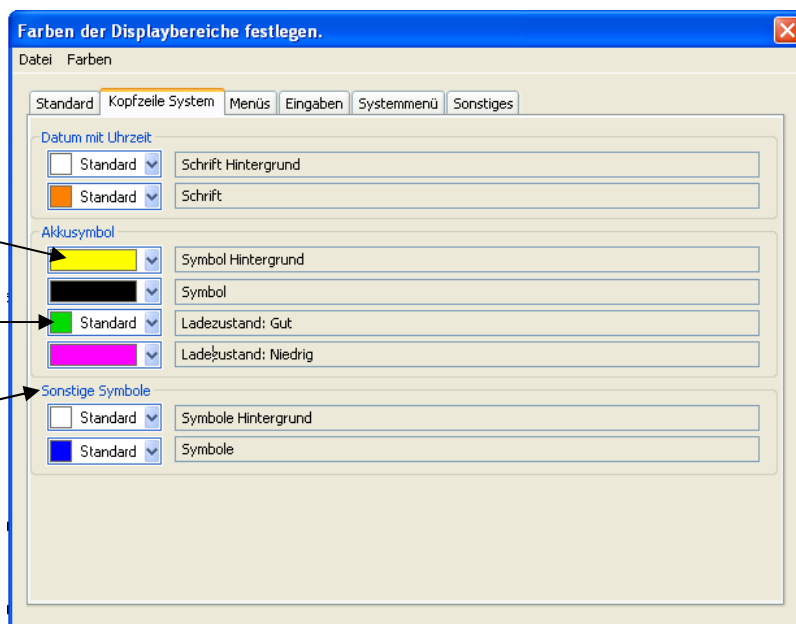 Farben der Displaybereiche festlegen.
Datei Farben
Standard Kopfzeile System Menüs Eingaben Systemmenü Sonstiges
Datum mit Uhrzeit
Standard Schrift Hintergrund
Standard Schrift
Akkusymbol
Symbol Hintergrund
Symbol
Standard Ladezustand: Gut
Ladezustand: Niedrig
Sonstige Symbole
Standard Symbole Hintergrund
Standard Symbole